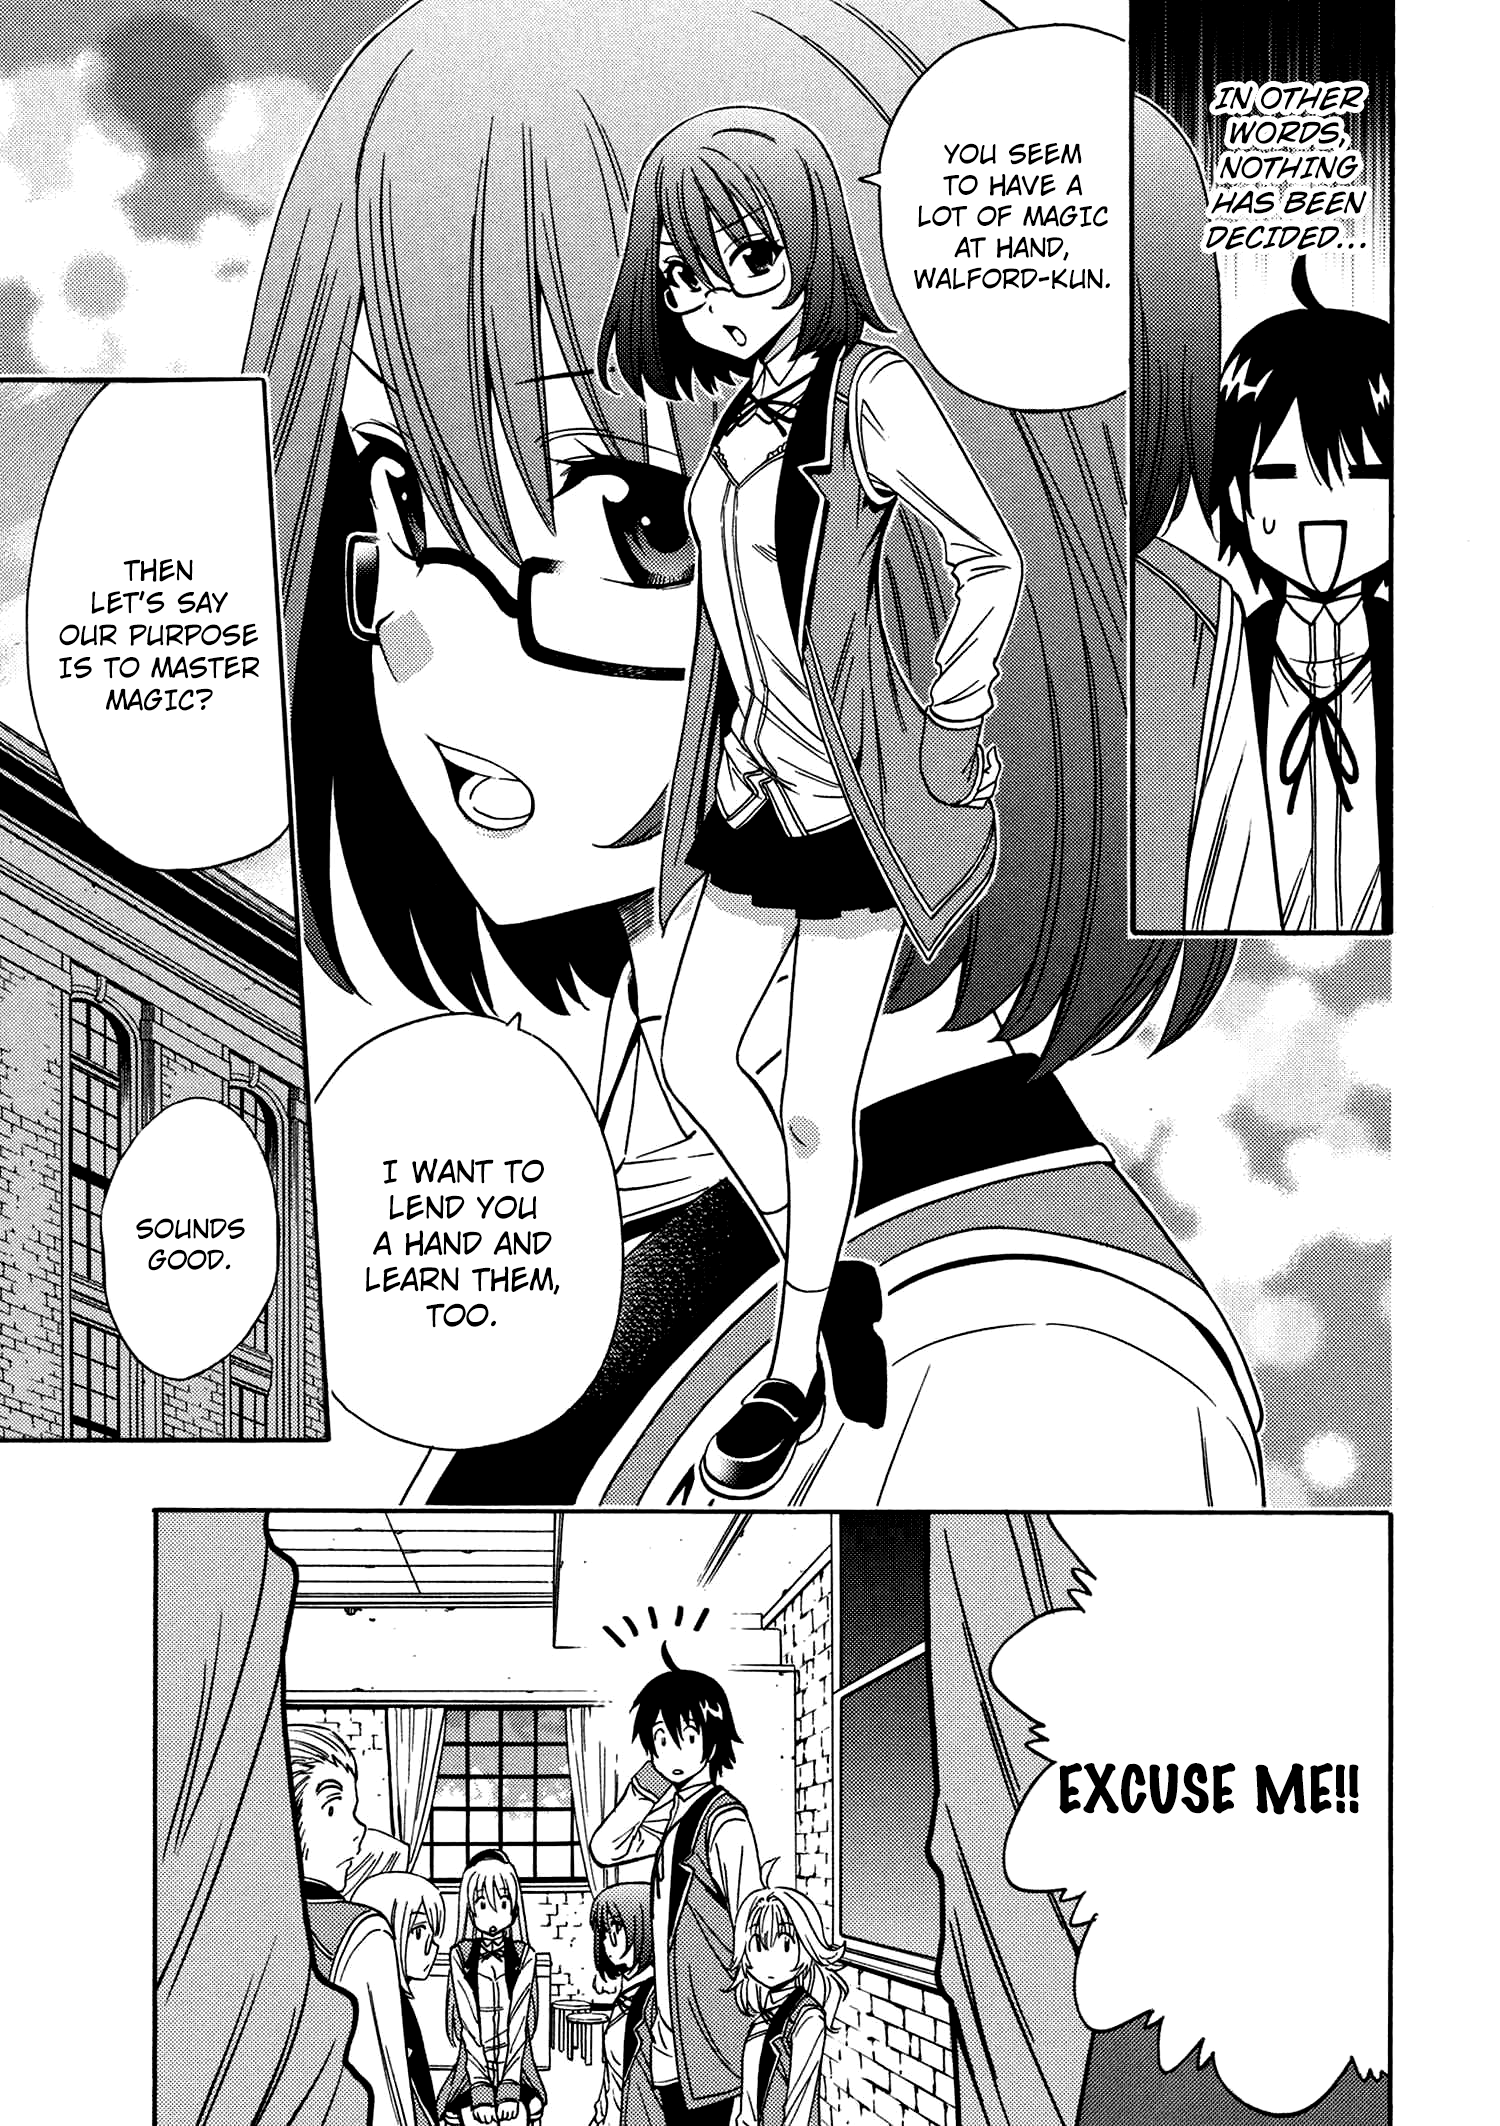 IN OTHER
WORDS,
NOTHING
HAS BEEN
DECIDED...
YOU SEEM
TO HAVE A
LOT OF MAGIC
AT HAND,
WALFORD-KUN.
I WANT TO
LEND YOU
A HAND AND
LEARN THEM,
TOO.
THEN
LET'S SAY
OUR PURPOSE
IS TO MASTER
MAGIC?
SOUNDS
GOOD.
EXCUSE ME!!